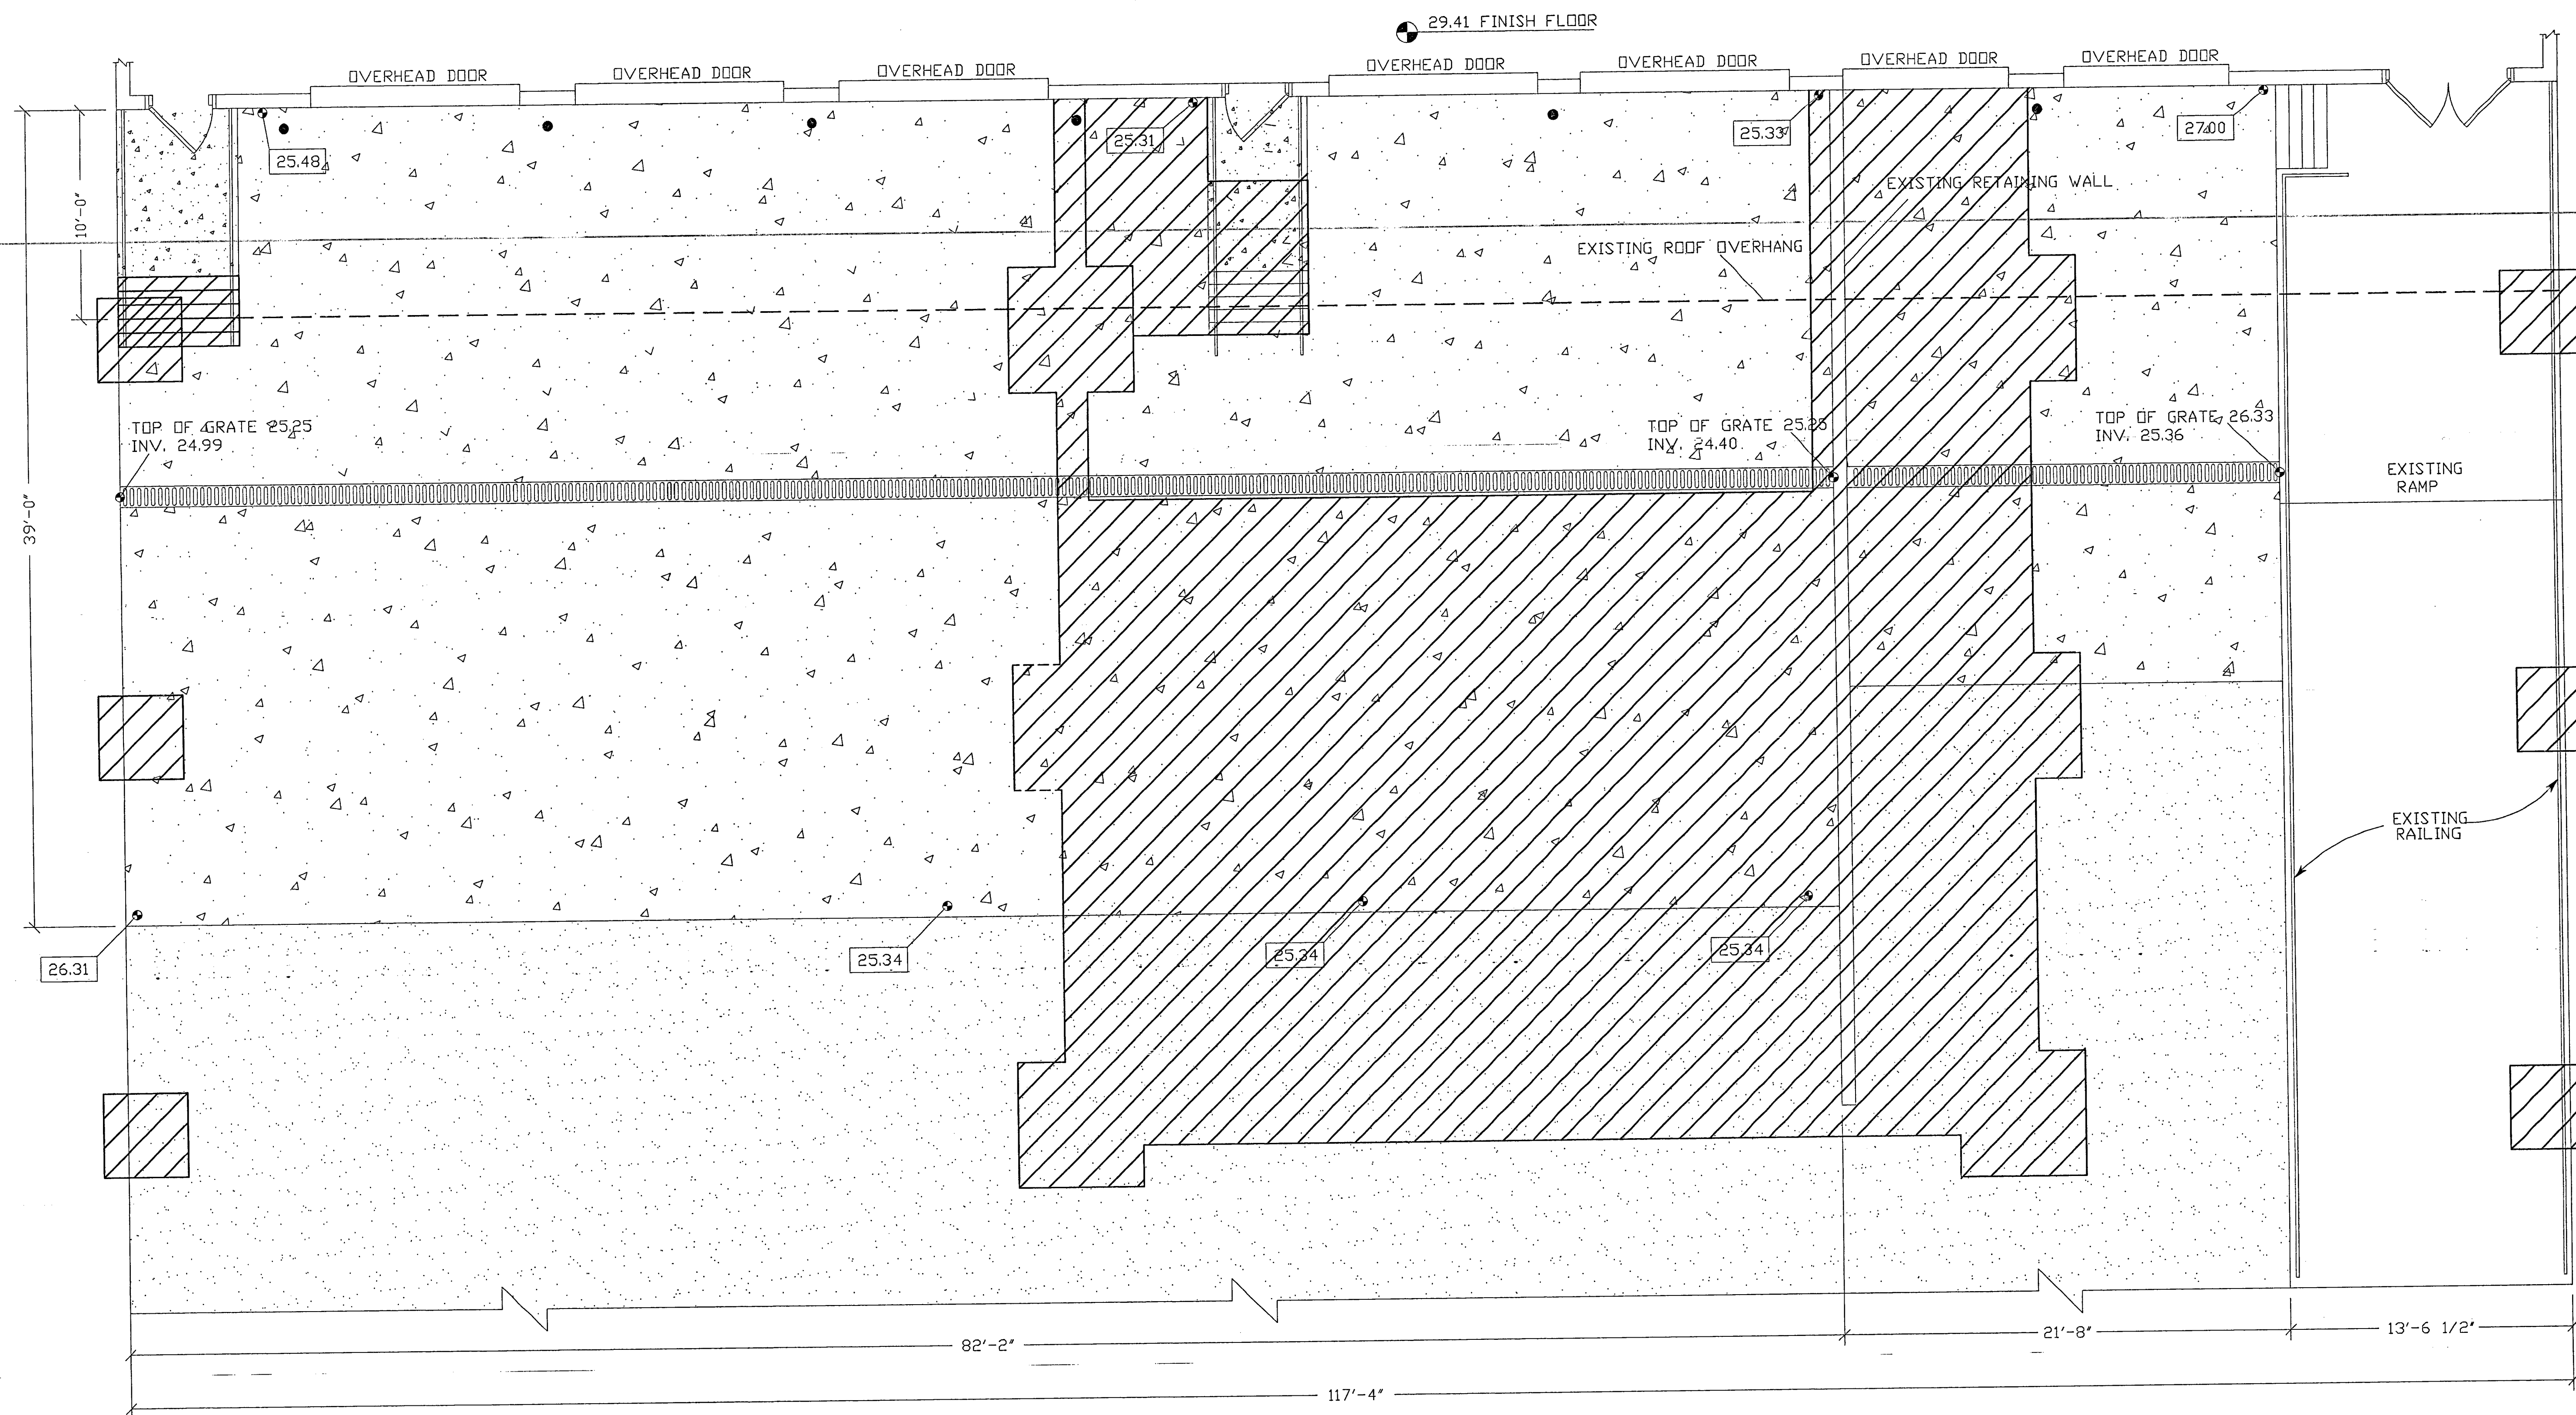 29.41 FINISH FLOOR
OVERHEAD DOOR
OVERHEAD DOOR
OVERHEAD DOOR
OVERHEAD DOOR
OVERHEAD DOOR
OVERHEAD DOOR
OVERHEAD DOOR
25.48
25.31
25.33
27.00
EXISTING RETAINING WALL
10'-0"
EXISTING ROOF OVERHANG
TOP OF GRATE 25.25
INV. 24.99
TOP OF GRATE 25.25
INV. 24.40
TOP OF GRATE 26.33
INV. 25.36
EXISTING
RAMP
39'-0"
EXISTING
RAILING
26.31
25.34
25.34
25.34
82'-2"
21'-8"
13'-6 1/2"
117'-4"